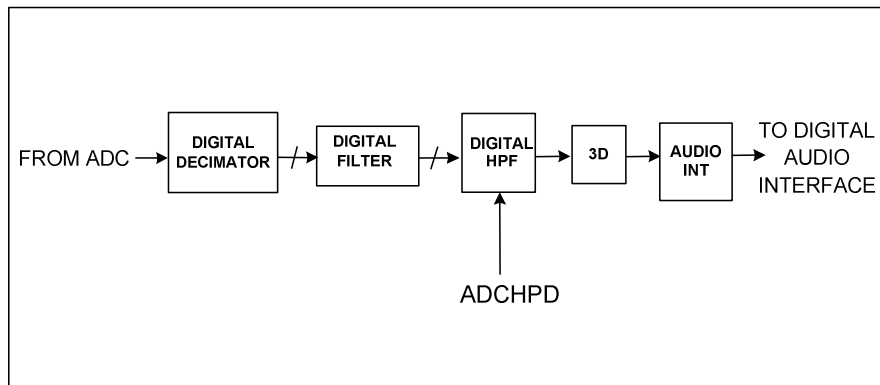 FROM ADC
DIGITAL
DECIMATOR
DIGITAL
FILTER
DIGITAL
HPF
3D
AUDIO
INT
TO DIGITAL
AUDIO
INTERFACE
ADCHPD